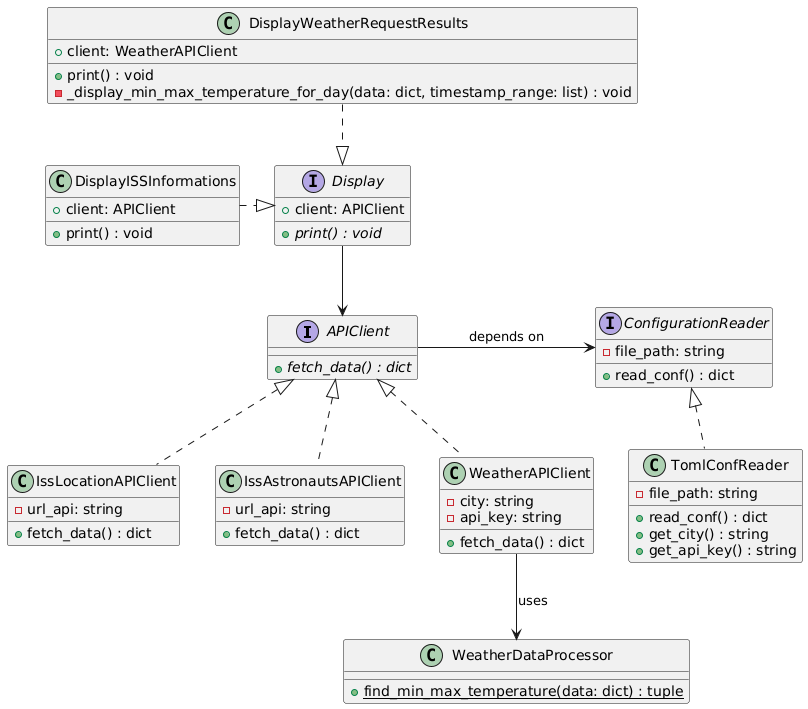 C DisplayWeatherRequestResults
client: WeatherAPIClient
print() : void
_display_min_max_temperature_for_day(data: dict, timestamp_range: list) : void
C DisplayISSInformations
client: APIClient
print() : void
I Display
client: APIClient
print() : void
I APIClient
fetch_data() : dict
depends on
I ConfigurationReader
file_path: string
read_conf() : dict
C IssLocationAPIClient
url_api: string
fetch_data() : dict
C IssAstronautsAPIClient
url_api: string
fetch_data() : dict
C WeatherAPIClient
city: string
api_key: string
fetch_data() : dict
C TomlConfReader
file_path: string
read_conf() : dict
get_city() : string
get_api_key() : string
uses
C WeatherDataProcessor
find_min_max_temperature(data: dict) : tuple